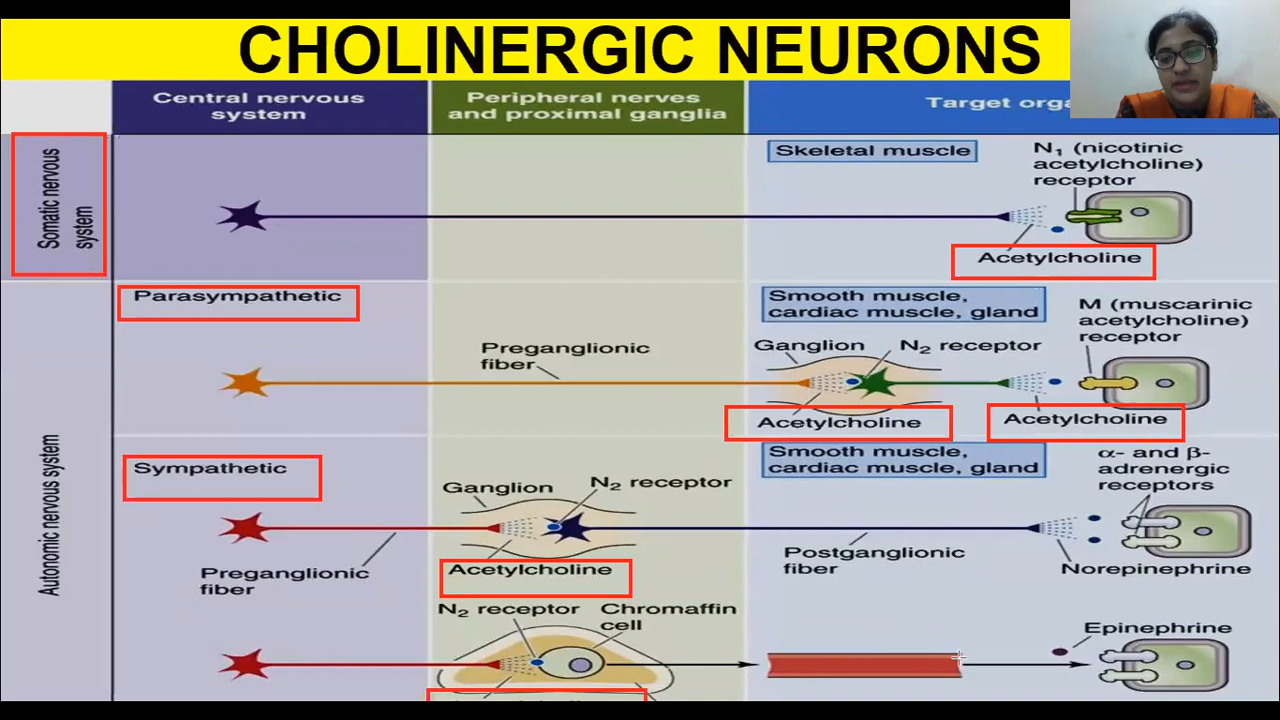 CHOLINERGIC NEURONS
Central nervous
system
Peripheral nerves
and proximal ganglia
Target
Somatic nervous
system
Skeletal muscle
N1 (nicotinic
acetylcholine)
receptor
Acetylcholine
Autonomic nervous system
Parasympathetic
Preganglionic
fiber
Smooth muscle,
cardiac muscle, gland
Ganglion
N2 receptor
M (muscarinic
acetylcholine)
receptor
Acetylcholine
Acetylcholine
Sympathetic
Preganglionic
fiber
Ganglion
N2 receptor
Acetylcholine
Smooth muscle,
cardiac muscle, gland
Postganglionic
fiber
α- and β-
adrenergic
receptors
Norepinephrine
N2 receptor
Chromaffin
cell
Epinephrine